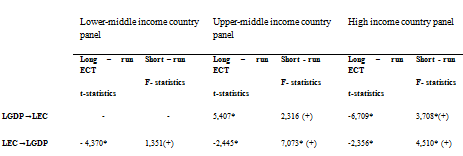 Lower-middle income country panel
Upper-middle income country panel
High income country panel
Long – run ECT
Short – run
Long – run ECT
Short - run
Long – run ECT
Short - run
t-statistics
F- statistics
t-statistics
F- statistics
t-statistics
F- statistics
LGDP→LEC - - 5,407* 2,316 (+) -6,709* 3,708*(+)
LEC→LGDP - 4,370* 1,351(+) -2,445* 7,073* (+) -2,356* 4,510* (+)